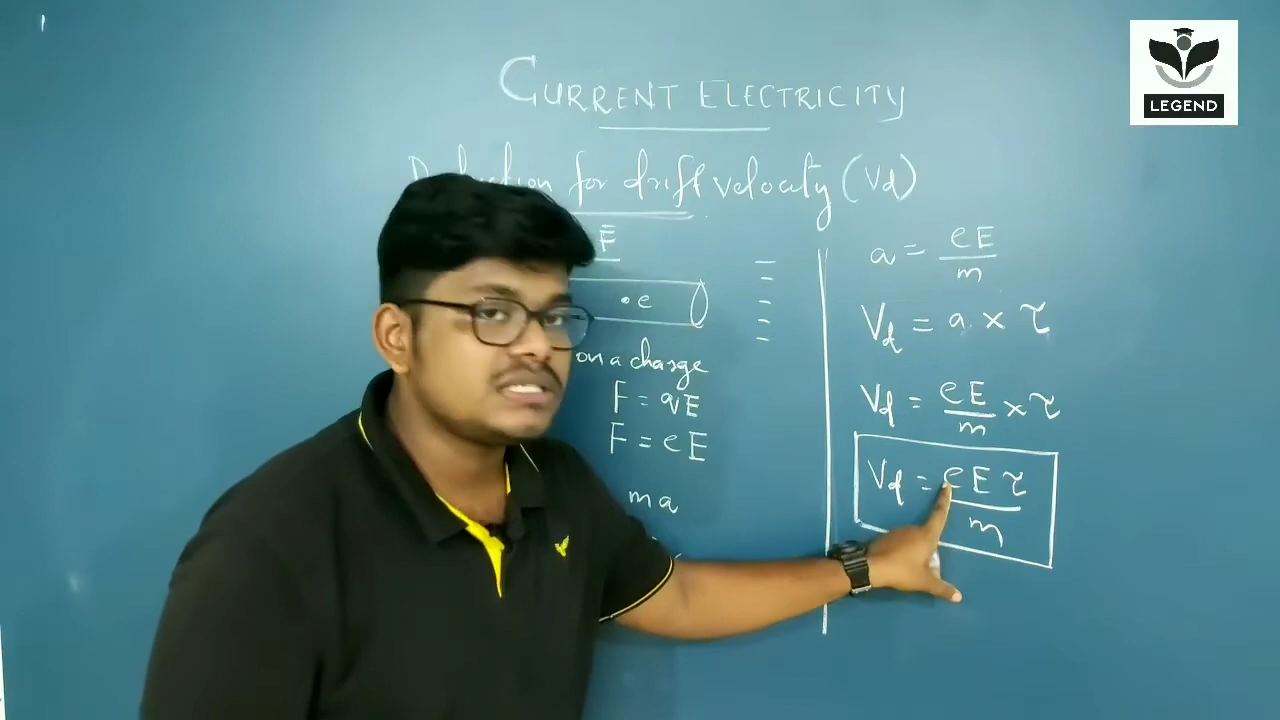 LEGEND
CURRENT ELECTRICITY
for drift velocity (Vd)
E
• e
on a charge
F = qE
F = eE
ma
a = eE/m
Vd = a × τ
Vd = eE/m × τ
Vd = eEτ/m